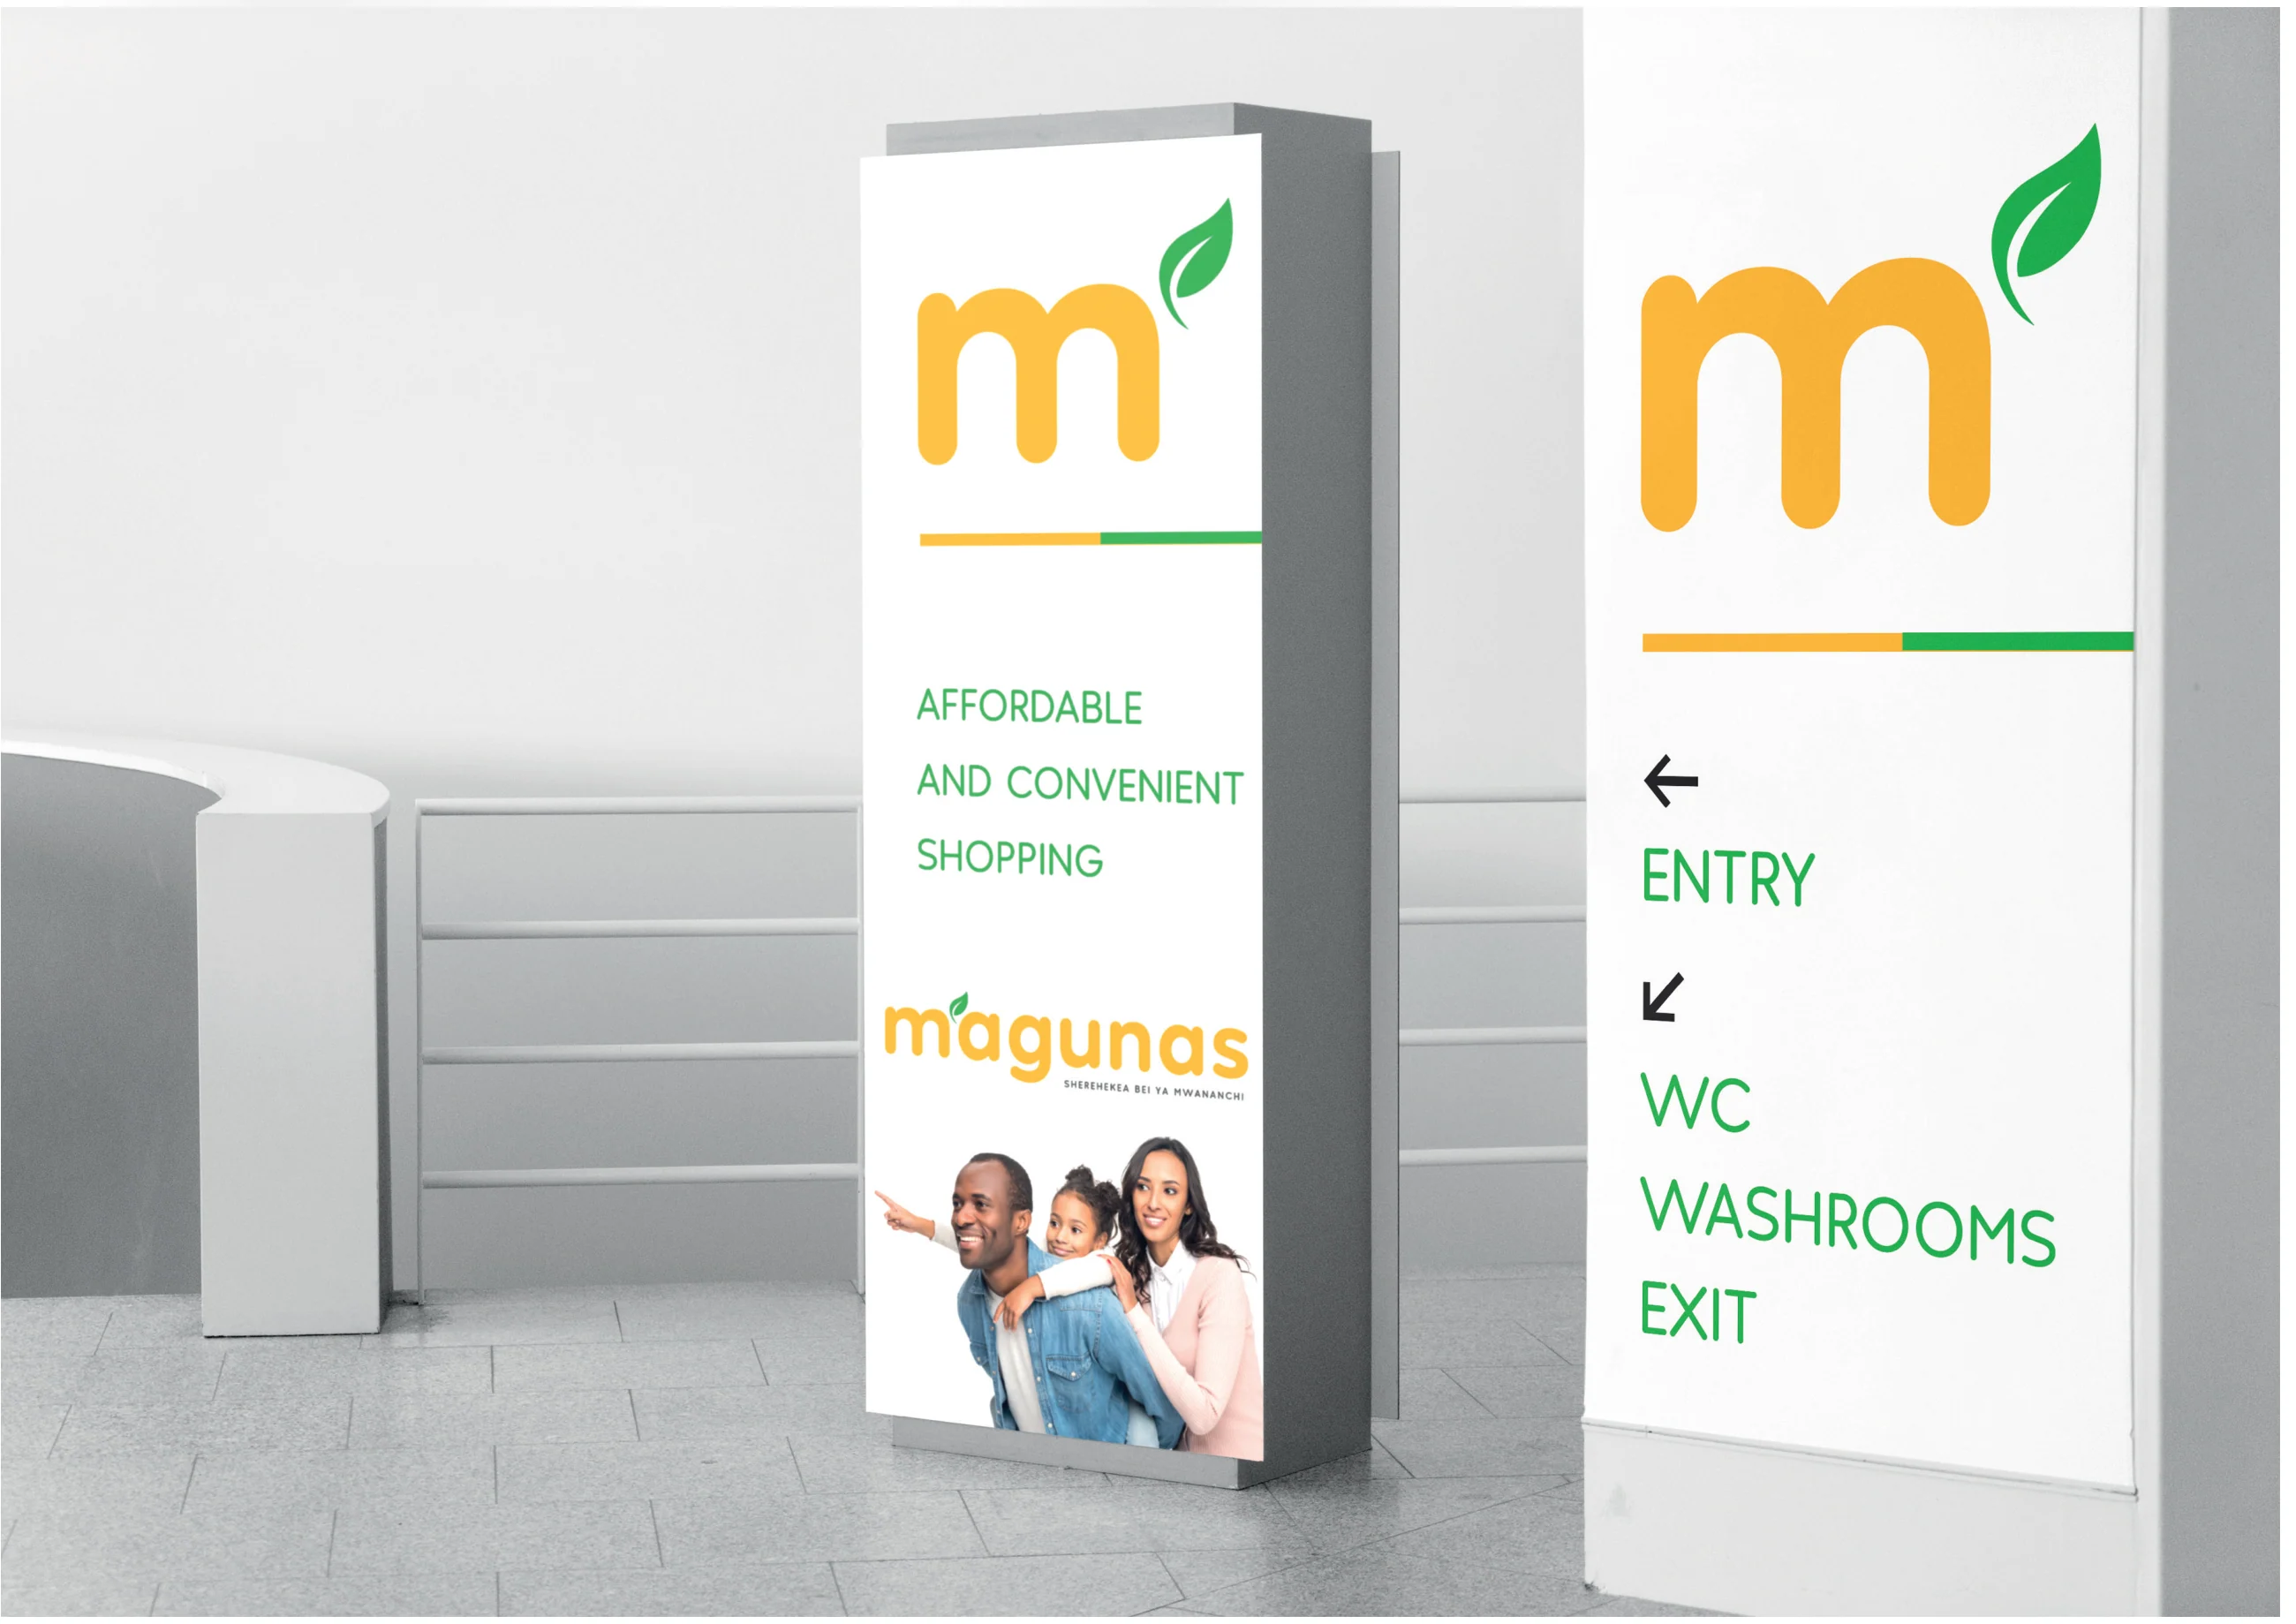 m
AFFORDABLE
AND CONVENIENT
SHOPPING
magunas
SHEREHEKEA BEI YA MWANANCHI
m
←
ENTRY
↙
WC
WASHROOMS
EXIT